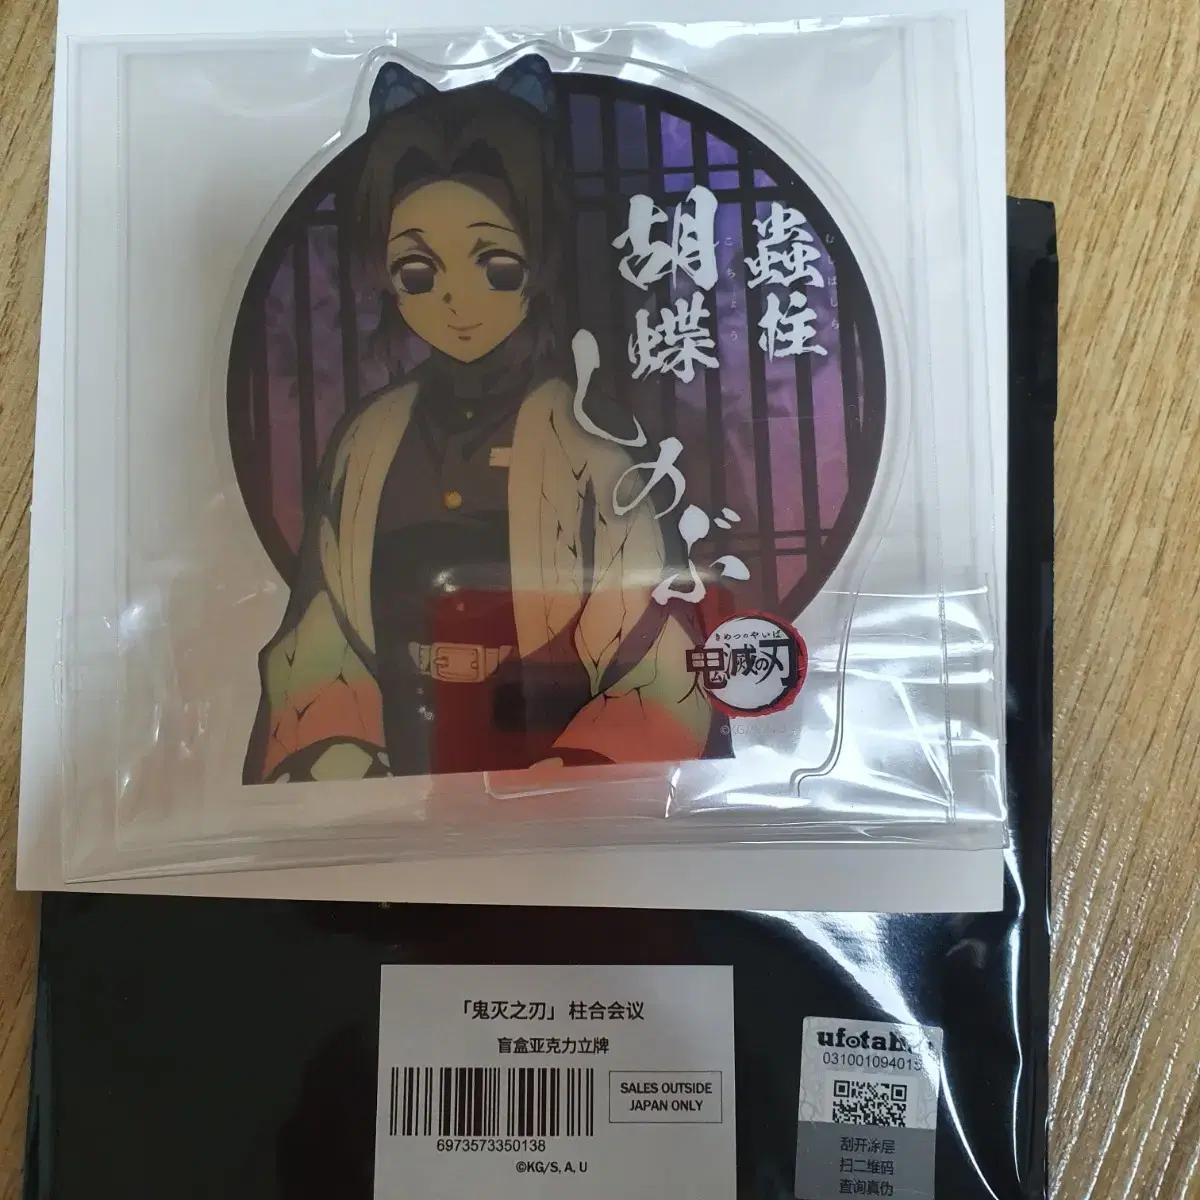 蟲柱
むしばしら
胡蝶
こちょう
しのぶ
きめつのやいば
鬼滅の刃
「鬼灭之刃」 柱合会议
盲盒亚克力立牌
SALES OUTSIDE
JAPAN ONLY
6973573350138
©KG/S, A, U
031001094013
刮开涂层
扫二维码
查询真伪